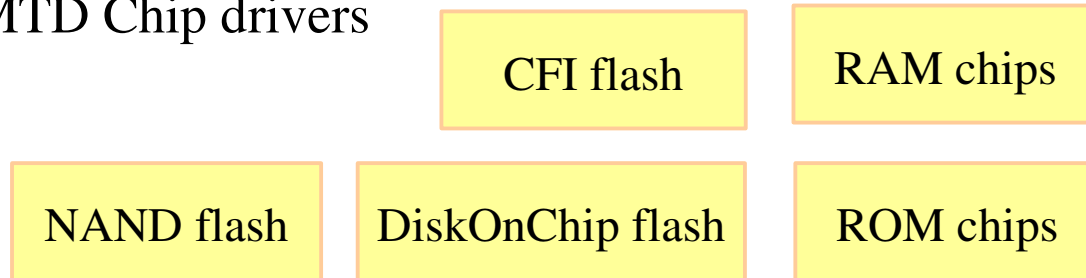 MTD Chip drivers
CFI flash
RAM chips
NAND flash
DiskOnChip flash
ROM chips